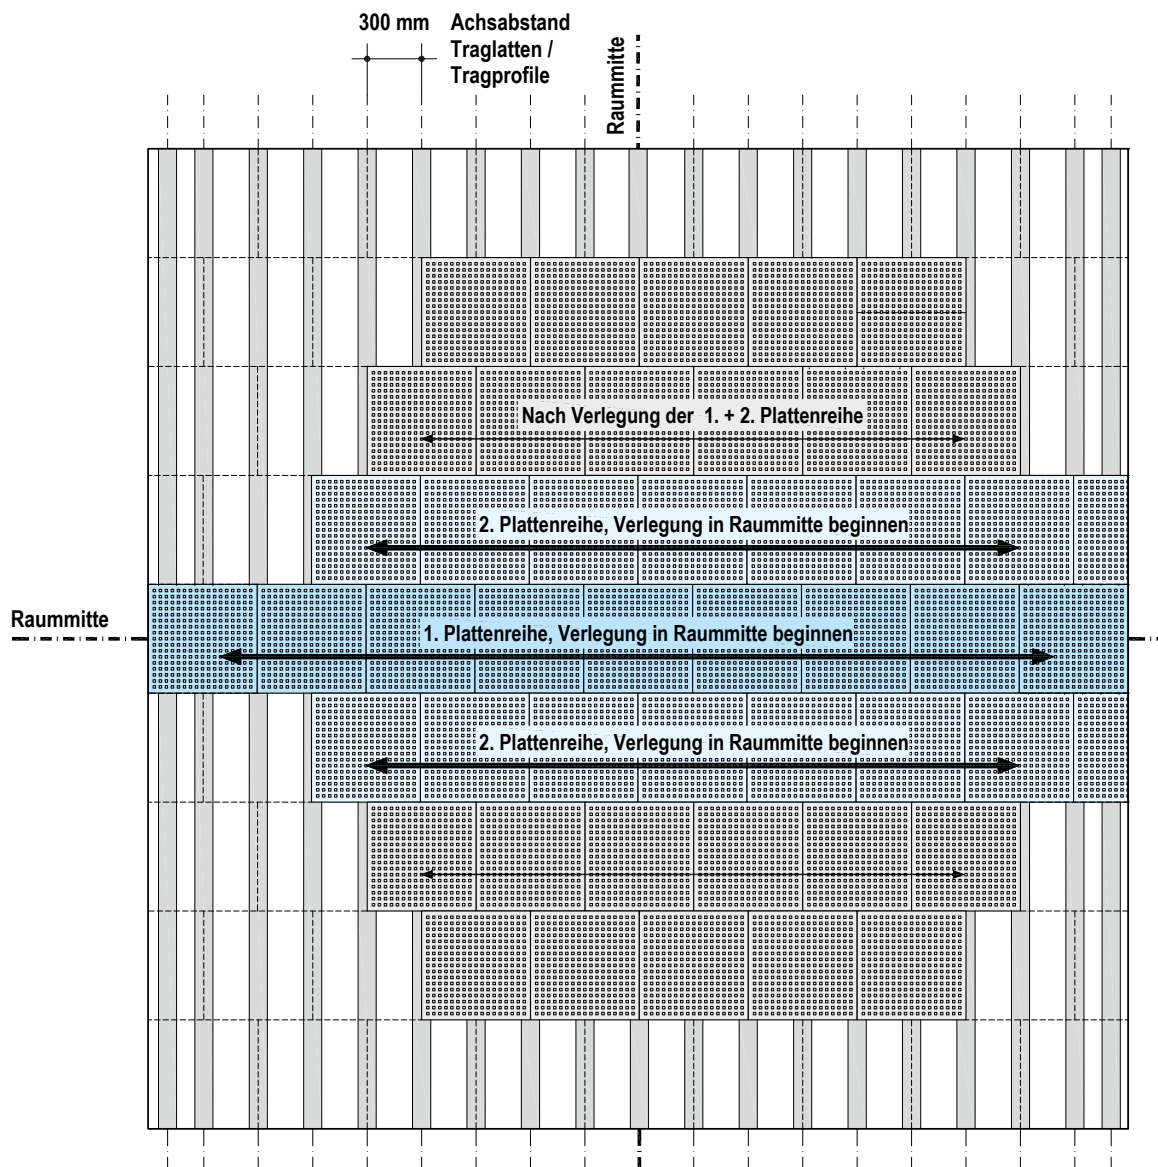 300 mm Achsabstand
Traglatten /
Tragprofile
Raummitte
Nach Verlegung der 1. + 2. Plattenreihe
2. Plattenreihe, Verlegung in Raummitte beginnen
Raummitte
1. Plattenreihe, Verlegung in Raummitte beginnen
2. Plattenreihe, Verlegung in Raummitte beginnen